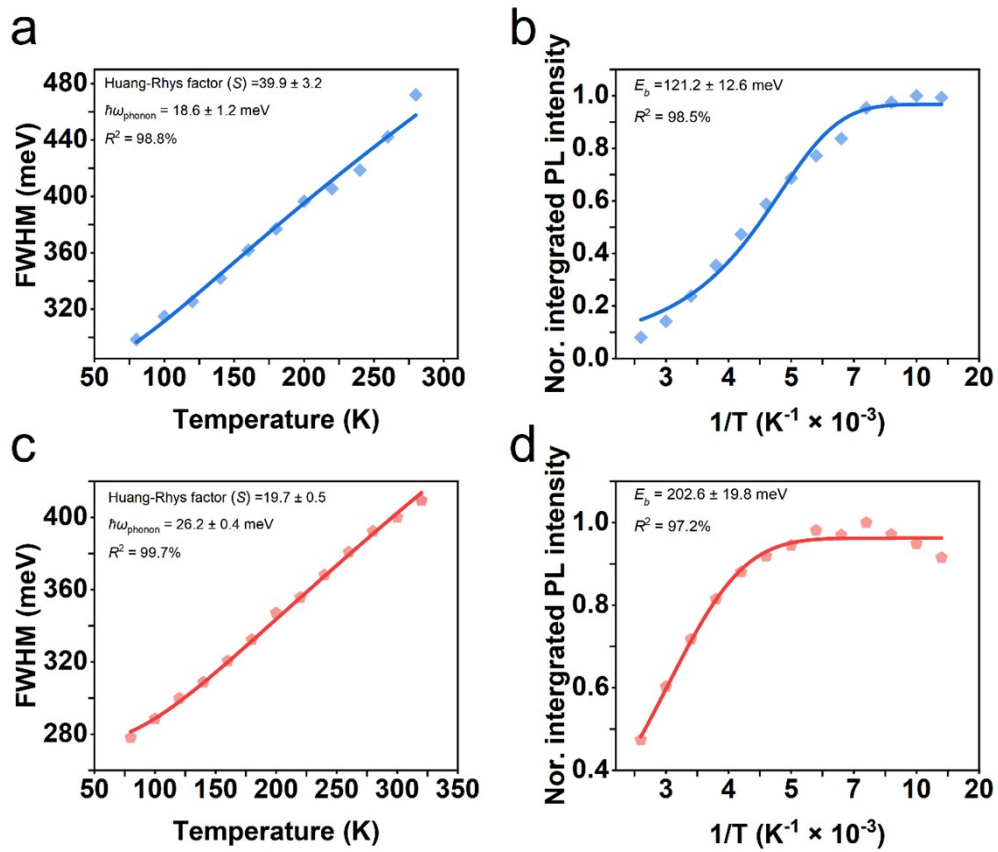 a
Huang-Rhys factor (S) =39.9 ± 3.2
ℏωphonon = 18.6 ± 1.2 meV
R² = 98.8%
480
440
400
360
320
FWHM (meV)
50 100 150 200 250 300
Temperature (K)
b
Eb =121.2 ± 12.6 meV
R² = 98.5%
1.0
0.8
0.6
0.4
0.2
0.0
Nor. intergrated PL intensity
3 4 5 7 10 20
1/T (K⁻¹ × 10⁻³)
c
Huang-Rhys factor (S) =19.7 ± 0.5
ℏωphonon = 26.2 ± 0.4 meV
R² = 99.7%
400
360
320
280
FWHM (meV)
50 100 150 200 250 300 350
Temperature (K)
d
Eb = 202.6 ± 19.8 meV
R² = 97.2%
1.0
0.8
0.6
0.4
Nor. intergrated PL intensity
3 4 5 7 10 20
1/T (K⁻¹ × 10⁻³)